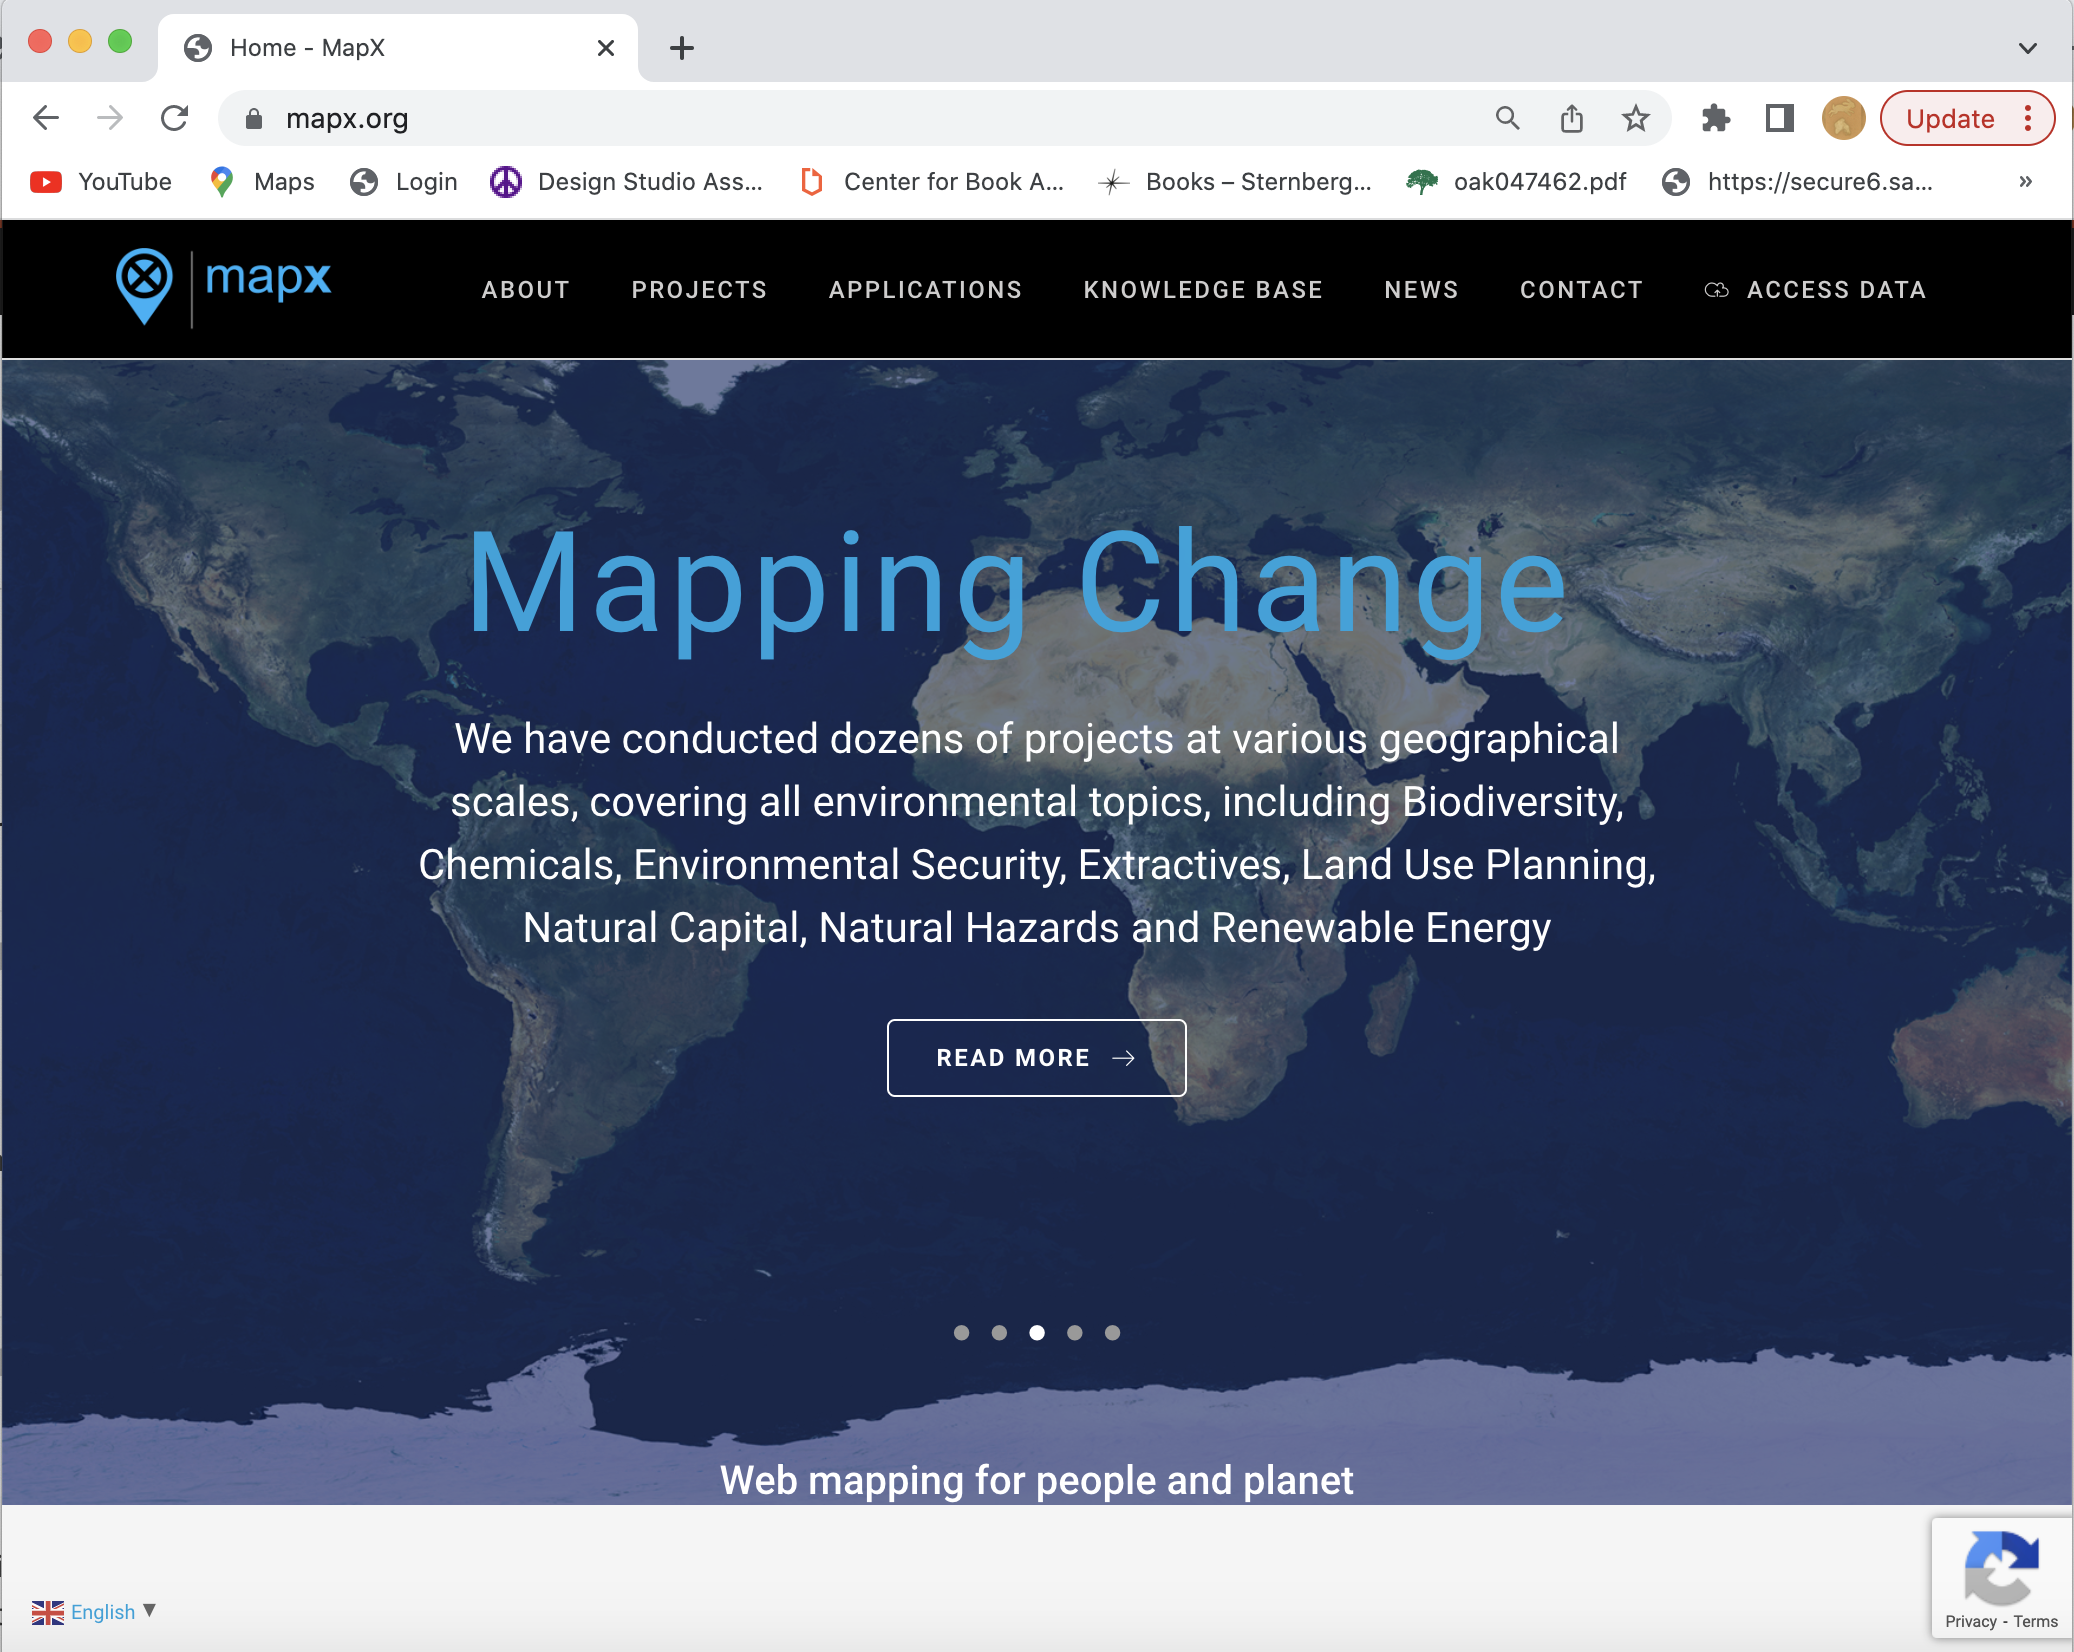 Home - MapX
mapx.org
Update
YouTube Maps Login Design Studio Ass... Center for Book A... Books – Sternberg... oak047462.pdf https://secure6.sa... »
mapx ABOUT PROJECTS APPLICATIONS KNOWLEDGE BASE NEWS CONTACT ACCESS DATA
Mapping Change
We have conducted dozens of projects at various geographical
scales, covering all environmental topics, including Biodiversity,
Chemicals, Environmental Security, Extractives, Land Use Planning,
Natural Capital, Natural Hazards and Renewable Energy
READ MORE →
Web mapping for people and planet
English ▼
Privacy - Terms